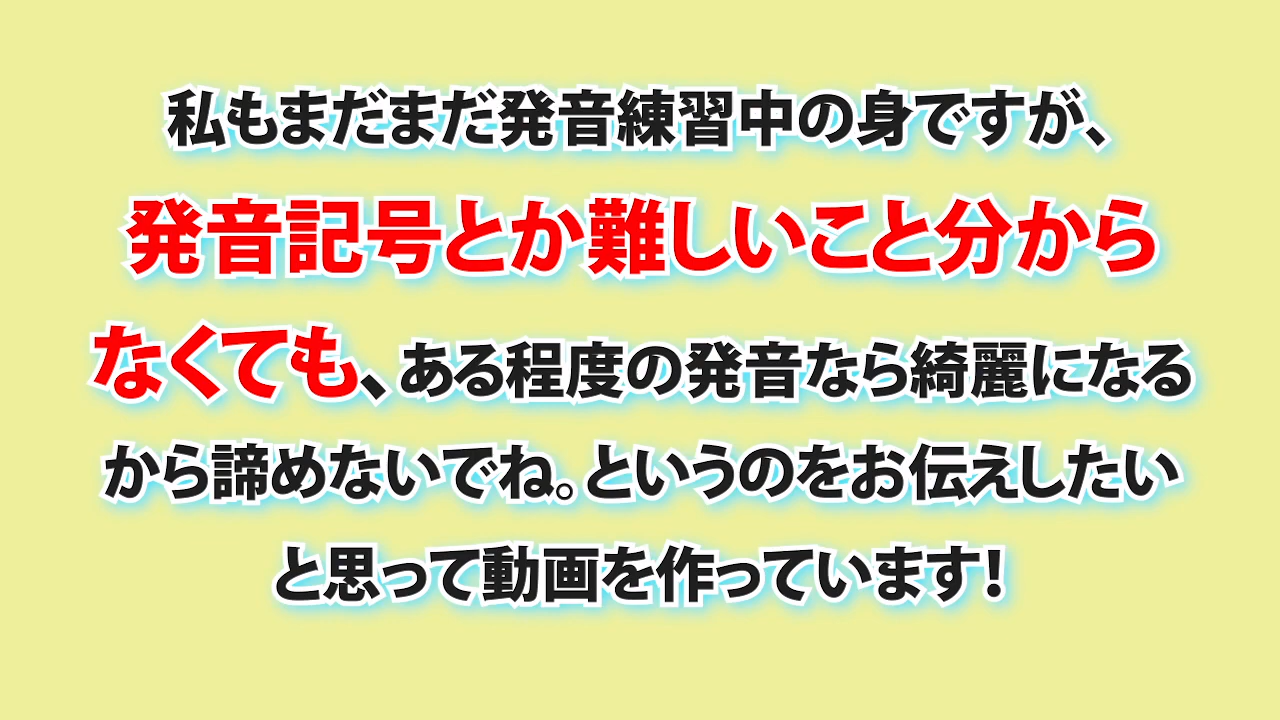 私もまだまだ発音練習中の身ですが、
発音記号とか難しいこと分から
なくても、ある程度の発音なら綺麗になる
から諦めないでね。というのをお伝えしたい
と思って動画を作っています!